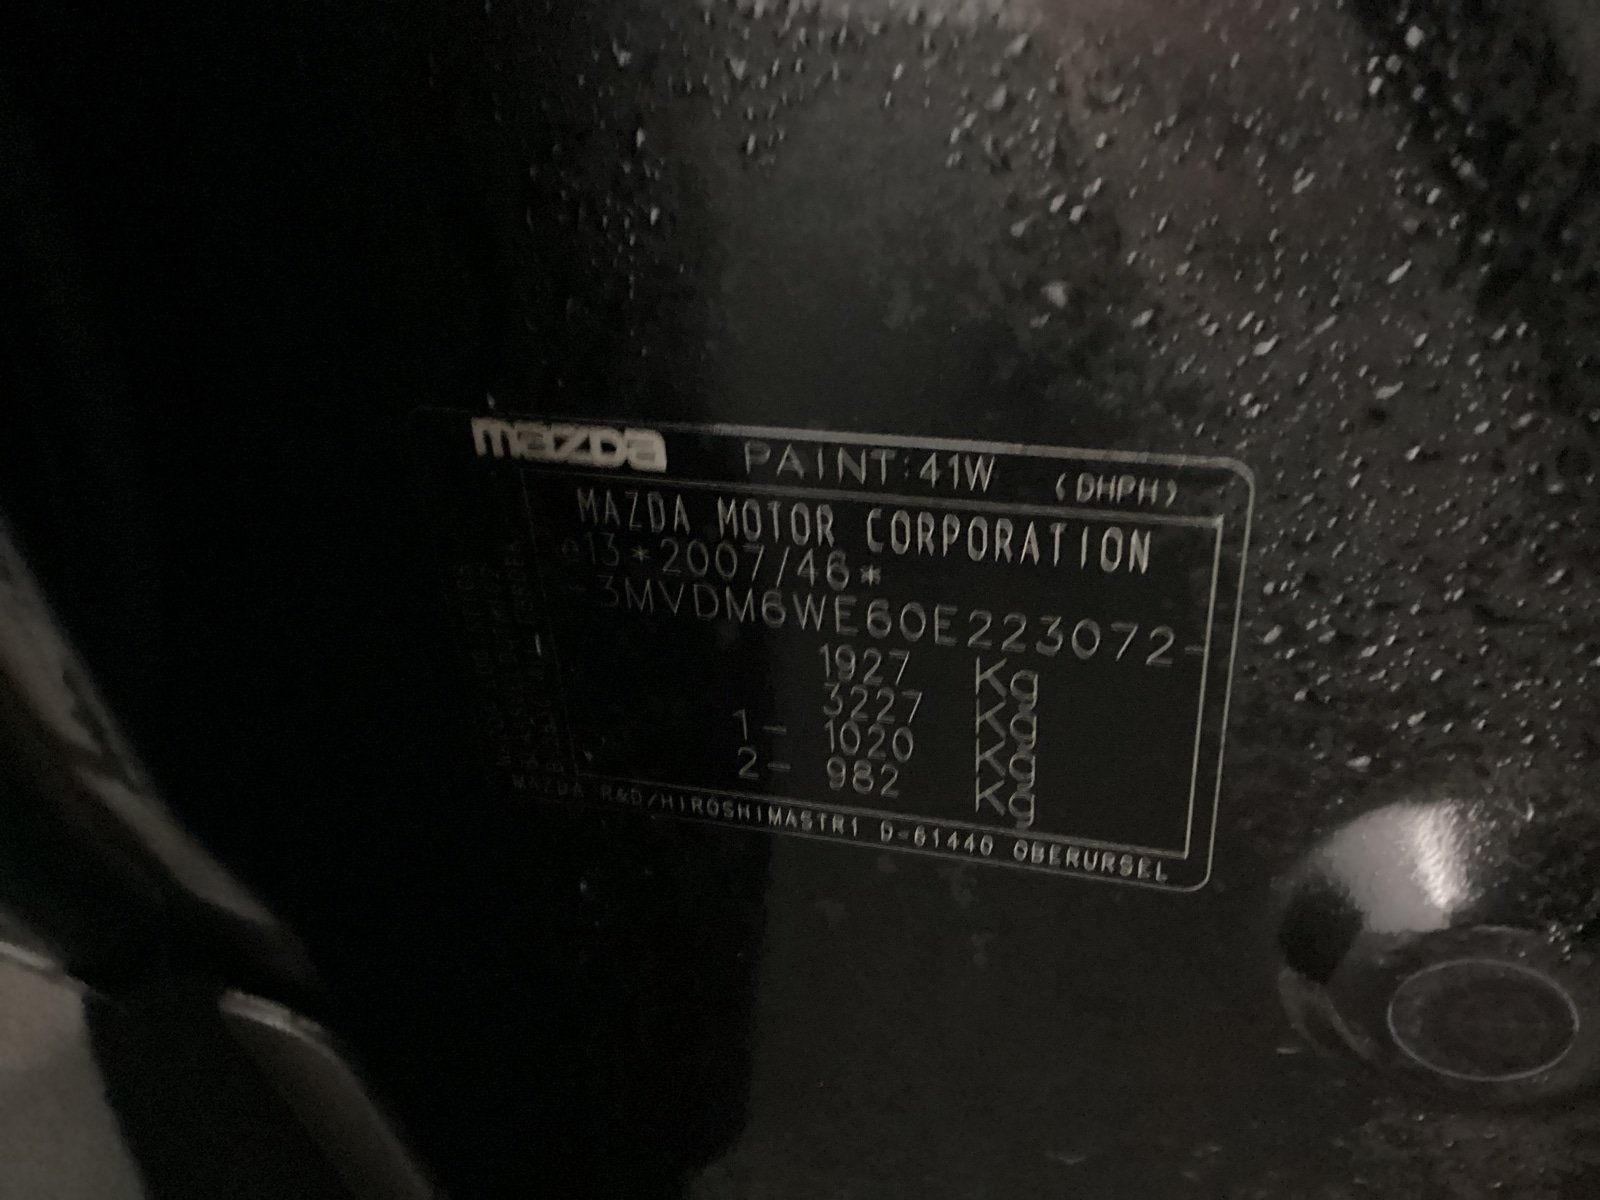 mazda PAINT:41W (DHPH)
MAZDA MOTOR CORPORATION
e13*2007/46*
-3MVDM6WE60E223072-
1927 Kg
3227 Kg
1- 1020 Kg
2- 982 Kg
MAZDA R&D/HIROSHIMASTR1 D-61440 OBERURSEL